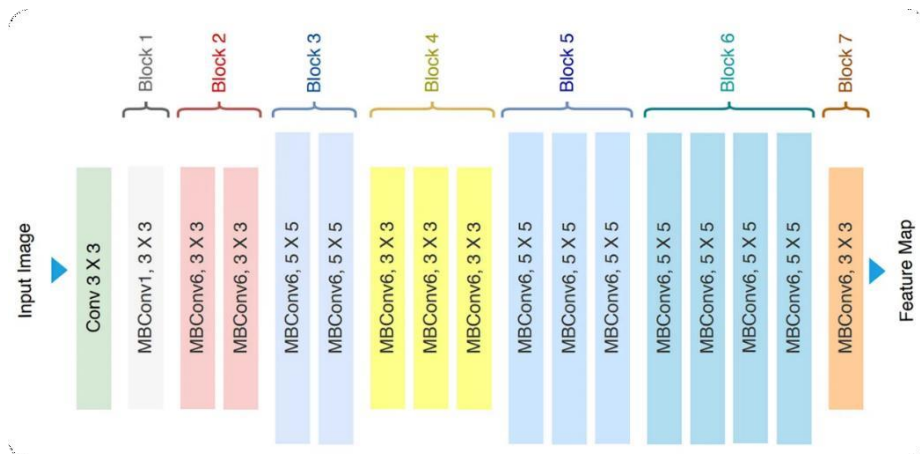 Block 1
Block 2
Block 3
Block 4
Block 5
Block 6
Block 7
Input Image
Conv 3 X 3
MBConv1, 3 X 3
MBConv6, 3 X 3
MBConv6, 3 X 3
MBConv6, 5 X 5
MBConv6, 5 X 5
MBConv6, 3 X 3
MBConv6, 3 X 3
MBConv6, 3 X 3
MBConv6, 5 X 5
MBConv6, 5 X 5
MBConv6, 5 X 5
MBConv6, 5 X 5
MBConv6, 5 X 5
MBConv6, 5 X 5
MBConv6, 5 X 5
MBConv6, 3 X 3
Feature Map